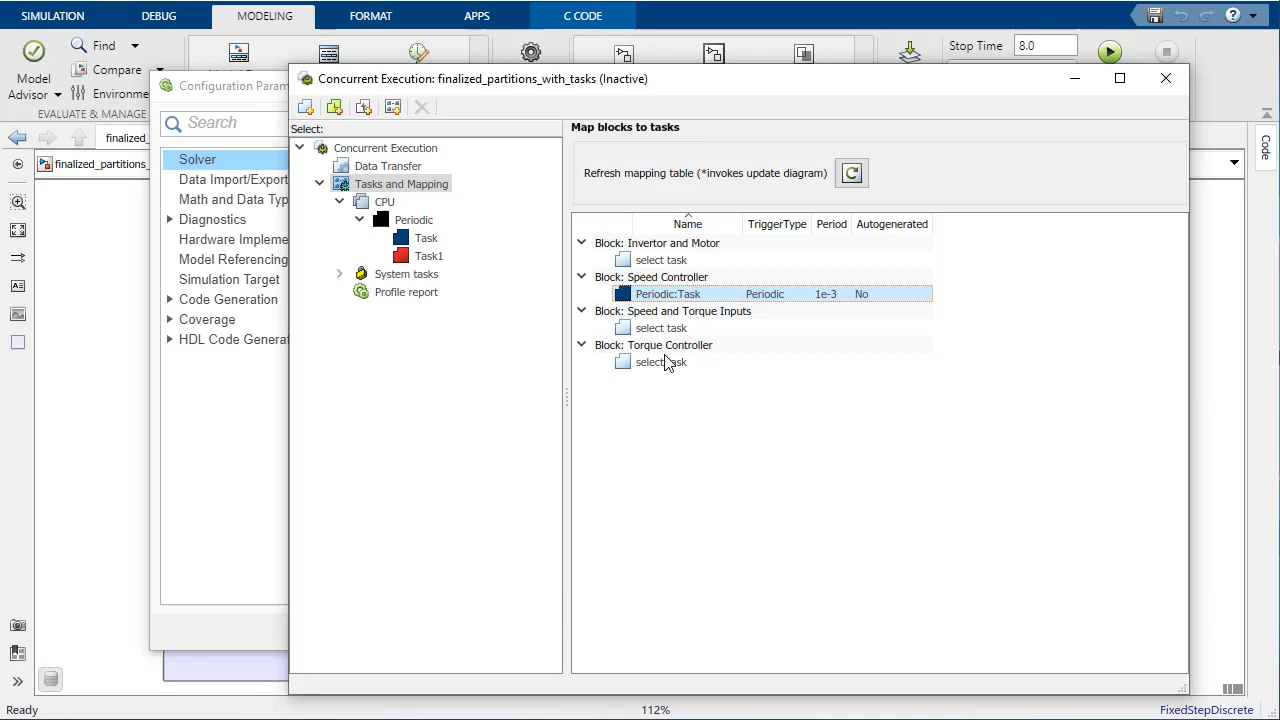 SIMULATION DEBUG MODELING FORMAT APPS C CODE
Find
Compare
Environme
Model
Advisor
EVALUATE & MANAGE
Stop Time 8.0
Code
finalized_
finalized_partitions_
Configuration Param
Search
Solver
Data Import/Export
Math and Data Typ
Diagnostics
Hardware Impleme
Model Referencing
Simulation Target
Code Generation
Coverage
HDL Code Generat
Concurrent Execution: finalized_partitions_with_tasks (Inactive)
Select:
Concurrent Execution
Data Transfer
Tasks and Mapping
CPU
Periodic
Task
Task1
System tasks
Profile report
Map blocks to tasks
Refresh mapping table (*invokes update diagram)
Name TriggerType Period Autogenerated
Block: Invertor and Motor
select task
Block: Speed Controller
Periodic:Task Periodic 1e-3 No
Block: Speed and Torque Inputs
select task
Block: Torque Controller
select task
Ready 112% FixedStepDiscrete